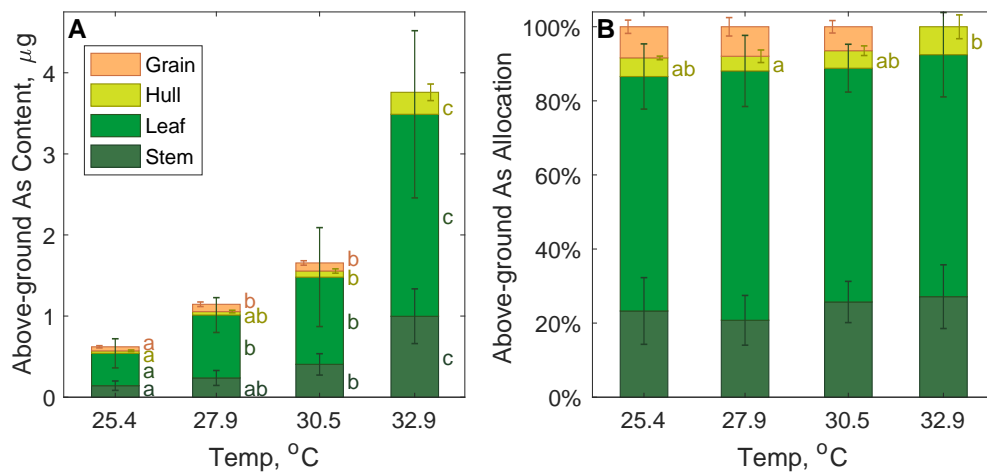 A
Above-ground As Content, μg
4
3
2
1
0
Grain
Hull
Leaf
Stem
a
a
a
a
b
ab
b
ab
b
b
b
b
c
c
c
25.4
27.9
30.5
32.9
Temp, °C
B
Above-ground As Allocation
100%
80%
60%
40%
20%
0%
ab
a
ab
b
25.4
27.9
30.5
32.9
Temp, °C